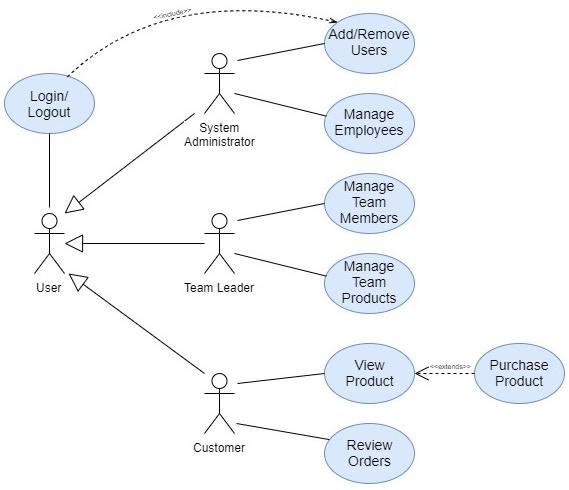 <<include>>
Add/Remove
Users
Login/
Logout
System
Administrator
Manage
Employees
Manage
Team
Members
User
Team Leader
Manage
Team
Products
View
Product
<<extends>>
Purchase
Product
Customer
Review
Orders